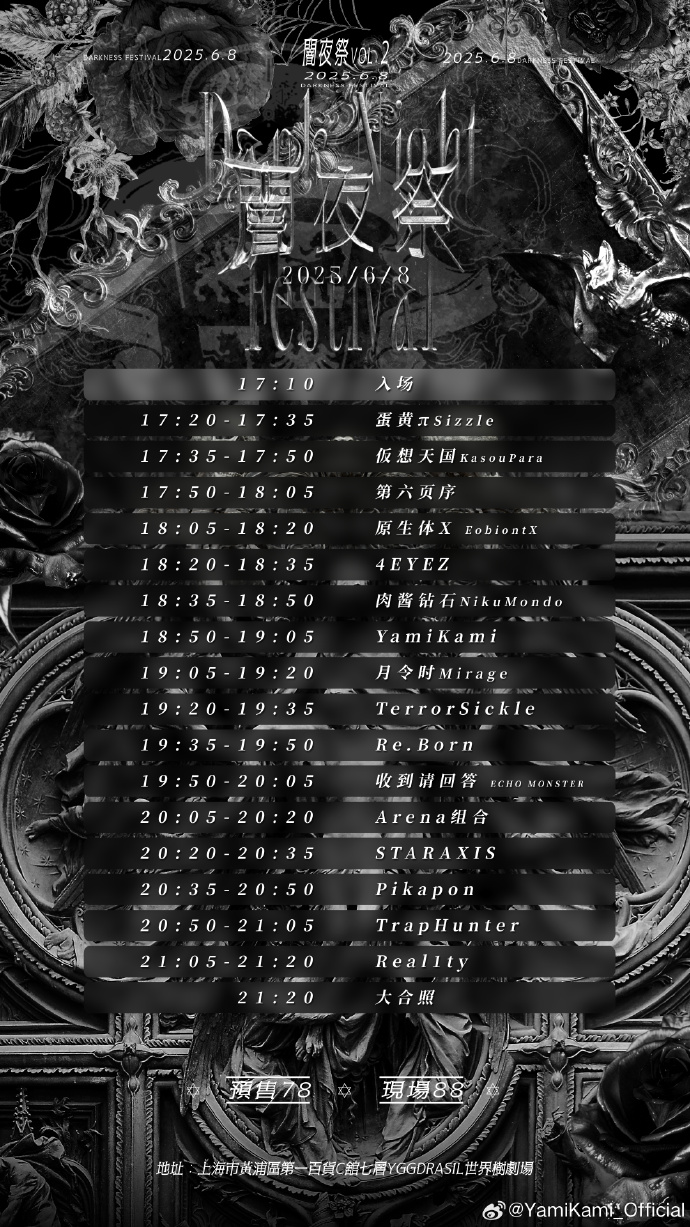 DARKNESS FESTIVAL2025.6.8
闇夜祭VOL.2
2025.6.8
DARKNESS FESTIVAL
2025.6.8DARKNESS FESTIVAL
Dark Night
闇夜祭
2025/6/8
Festival
17:10 入场
17:20-17:35 蛋黄πSizzle
17:35-17:50 仮想天国KasouPara
17:50-18:05 第六页序
18:05-18:20 原生体X EobiontX
18:20-18:35 4EYEZ
18:35-18:50 肉酱钻石NikuMondo
18:50-19:05 YamiKami
19:05-19:20 月令时Mirage
19:20-19:35 TerrorSickle
19:35-19:50 Re.Born
19:50-20:05 收到请回答 ECHO MONSTER
20:05-20:20 Arena组合
20:20-20:35 STARAXIS
20:35-20:50 Pikapon
20:50-21:05 TrapHunter
21:05-21:20 Real1ty
21:20 大合照
預售78 現場88
地址：上海市黃浦區第一百貨C館七層YGGDRASIL世界樹劇場
@YamiKami_Official